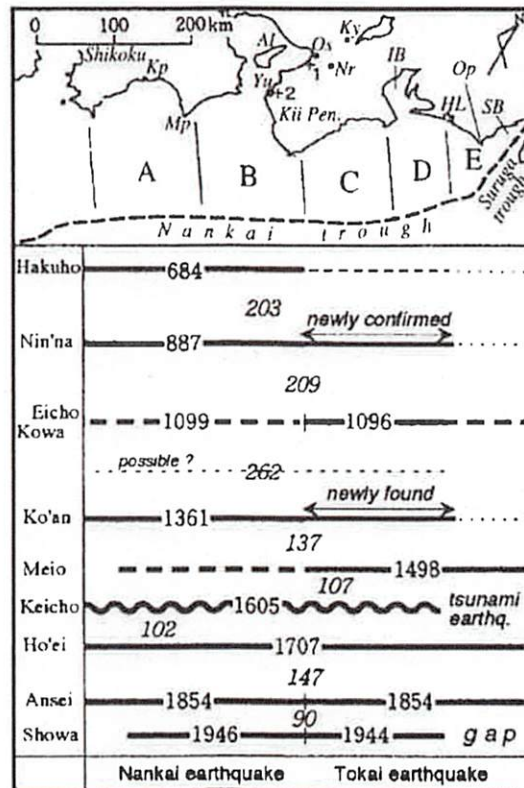 0 100 200km
Shikoku
AI
Ky
Os
Kp
1
Nr
IB
Op
Yu
+2
HL
SB
Mp
Kii Pen.
A B C D E
Suruga
trough
Nankai trough
Hakuho 684
203 newly confirmed
Nin'na 887
209
Eicho
Kowa 1099 1096
possible ? 262
newly found
Ko'an 1361
137
Meio 1498
107
Keicho 1605 tsunami
earthq.
102
Ho'ei 1707
147
Ansei 1854 1854
90
Showa 1946 1944 gap
Nankai earthquake Tokai earthquake